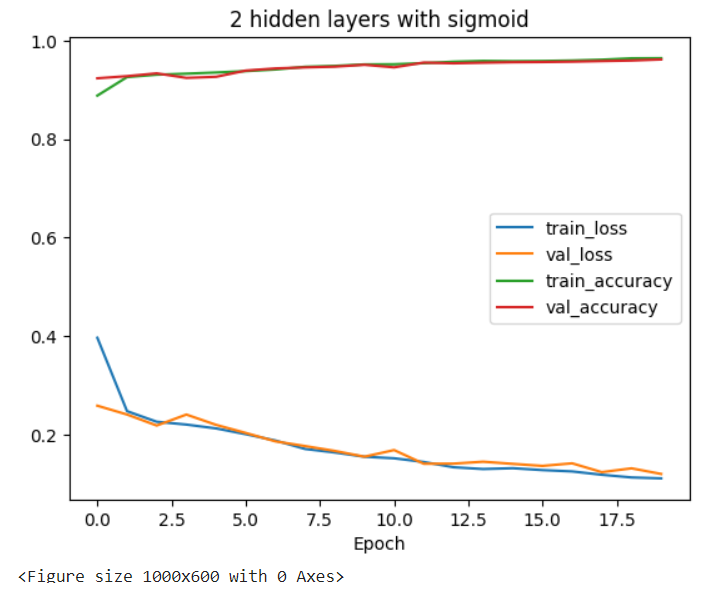 2 hidden layers with sigmoid
1.0
0.8
0.6
0.4
0.2
train_loss
val_loss
train_accuracy
val_accuracy
0.0 2.5 5.0 7.5 10.0 12.5 15.0 17.5
Epoch
<Figure size 1000x600 with 0 Axes>